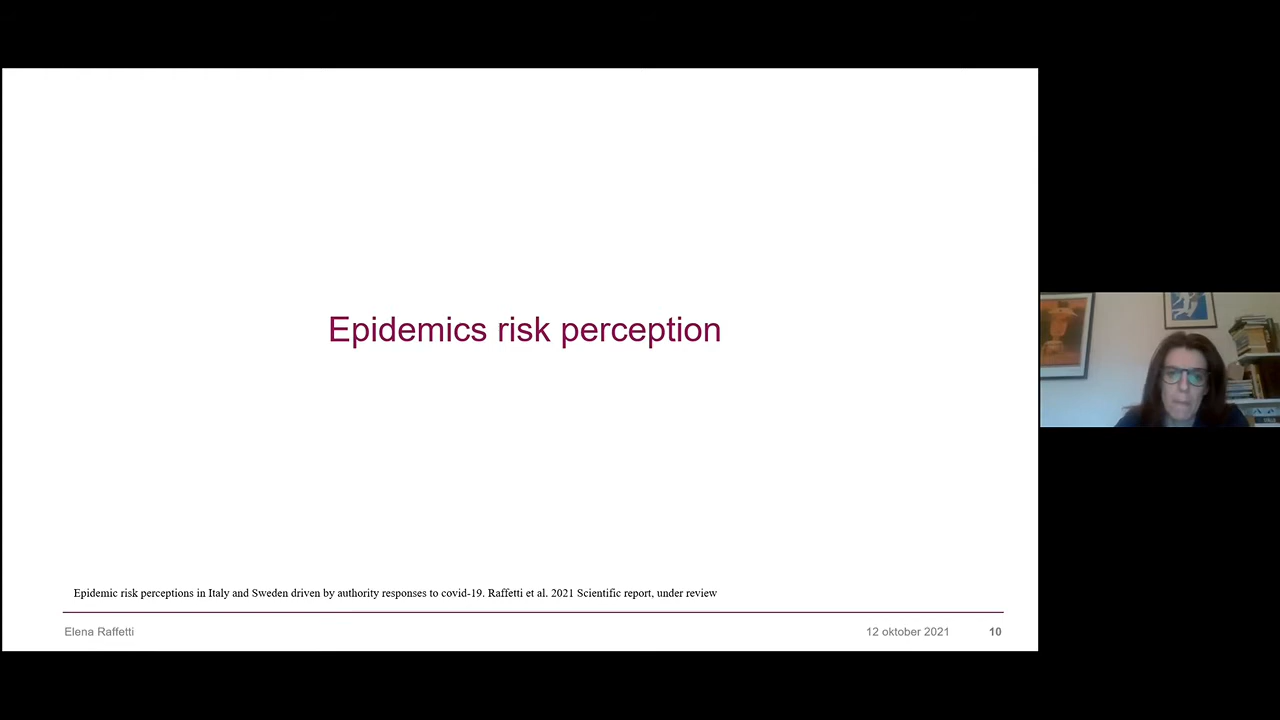 Epidemics risk perception
Epidemic risk perceptions in Italy and Sweden driven by authority responses to covid-19. Raffetti et al. 2021 Scientific report, under review
Elena Raffetti
12 oktober 2021
10